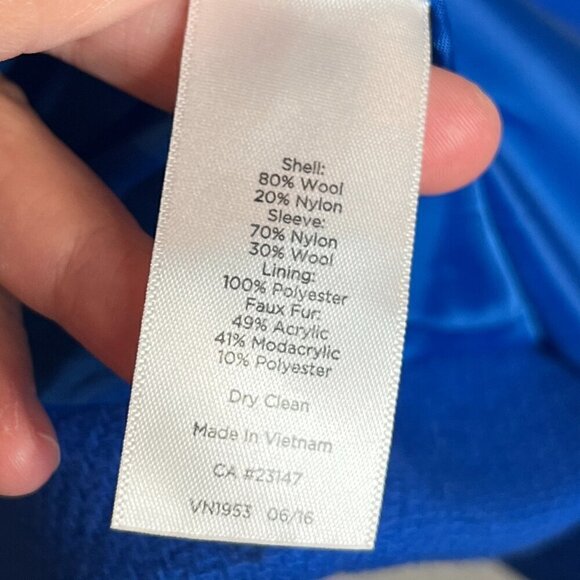 Shell:
80% Wool
20% Nylon
Sleeve:
70% Nylon
30% Wool
Lining:
100% Polyester
Faux Fur:
49% Acrylic
41% Modacrylic
10% Polyester
Dry Clean
Made In Vietnam
CA #23147
VN1953 06/16